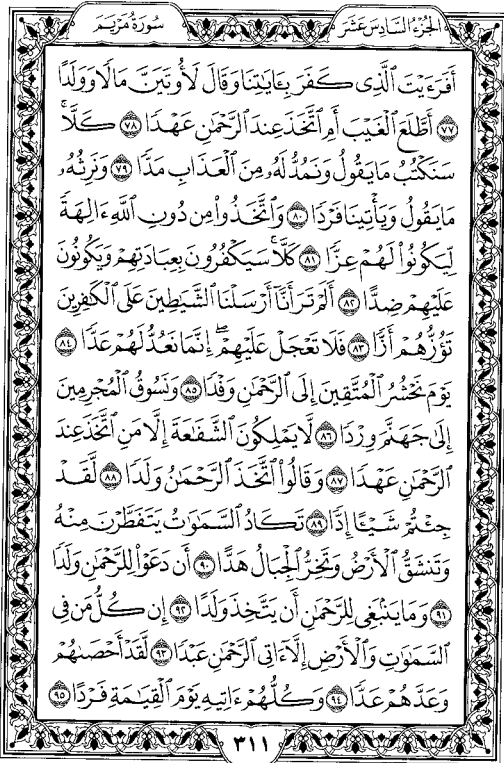 الجزء السادس عشر
سورة مريم
أَفَرَءَيْتَ ٱلَّذِى كَفَرَ بِـَٔايَٰتِنَا وَقَالَ لَأُوتَيَنَّ مَالًا وَوَلَدًا
٧٧ أَطَّلَعَ ٱلْغَيْبَ أَمِ ٱتَّخَذَ عِندَ ٱلرَّحْمَٰنِ عَهْدًا ٧٨ كَلَّا ۚ
سَنَكْتُبُ مَا يَقُولُ وَنَمُدُّ لَهُۥ مِنَ ٱلْعَذَابِ مَدًّا ٧٩ وَنَرِثُهُۥ
مَا يَقُولُ وَيَأْتِينَا فَرْدًا ٨٠ وَٱتَّخَذُوا۟ مِن دُونِ ٱللَّهِ ءَالِهَةً
لِّيَكُونُوا۟ لَهُمْ عِزًّا ٨١ كَلَّا ۚ سَيَكْفُرُونَ بِعِبَادَتِهِمْ وَيَكُونُونَ
عَلَيْهِمْ ضِدًّا ٨٢ أَلَمْ تَرَ أَنَّآ أَرْسَلْنَا ٱلشَّيَٰطِينَ عَلَى ٱلْكَٰفِرِينَ
تَؤُزُّهُمْ أَزًّا ٨٣ فَلَا تَعْجَلْ عَلَيْهِمْ ۖ إِنَّمَا نَعُدُّ لَهُمْ عَدًّا ٨٤
يَوْمَ نَحْشُرُ ٱلْمُتَّقِينَ إِلَى ٱلرَّحْمَٰنِ وَفْدًا ٨٥ وَنَسُوقُ ٱلْمُجْرِمِينَ
إِلَىٰ جَهَنَّمَ وِرْدًا ٨٦ لَّا يَمْلِكُونَ ٱلشَّفَٰعَةَ إِلَّا مَنِ ٱتَّخَذَ عِندَ
ٱلرَّحْمَٰنِ عَهْدًا ٨٧ وَقَالُوا۟ ٱتَّخَذَ ٱلرَّحْمَٰنُ وَلَدًا ٨٨ لَّقَدْ
جِئْتُمْ شَيْـًٔا إِدًّا ٨٩ تَكَادُ ٱلسَّمَٰوَٰتُ يَتَفَطَّرْنَ مِنْهُ
وَتَنشَقُّ ٱلْأَرْضُ وَتَخِرُّ ٱلْجِبَالُ هَدًّا ٩٠ أَن دَعَوْا۟ لِلرَّحْمَٰنِ وَلَدًا
٩١ وَمَا يَنۢبَغِى لِلرَّحْمَٰنِ أَن يَتَّخِذَ وَلَدًا ٩٢ إِن كُلُّ مَن فِى
ٱلسَّمَٰوَٰتِ وَٱلْأَرْضِ إِلَّآ ءَاتِى ٱلرَّحْمَٰنِ عَبْدًا ٩٣ لَّقَدْ أَحْصَىٰهُمْ
وَعَدَّهُمْ عَدًّا ٩٤ وَكُلُّهُمْ ءَاتِيهِ يَوْمَ ٱلْقِيَٰمَةِ فَرْدًا ٩٥
٣١١